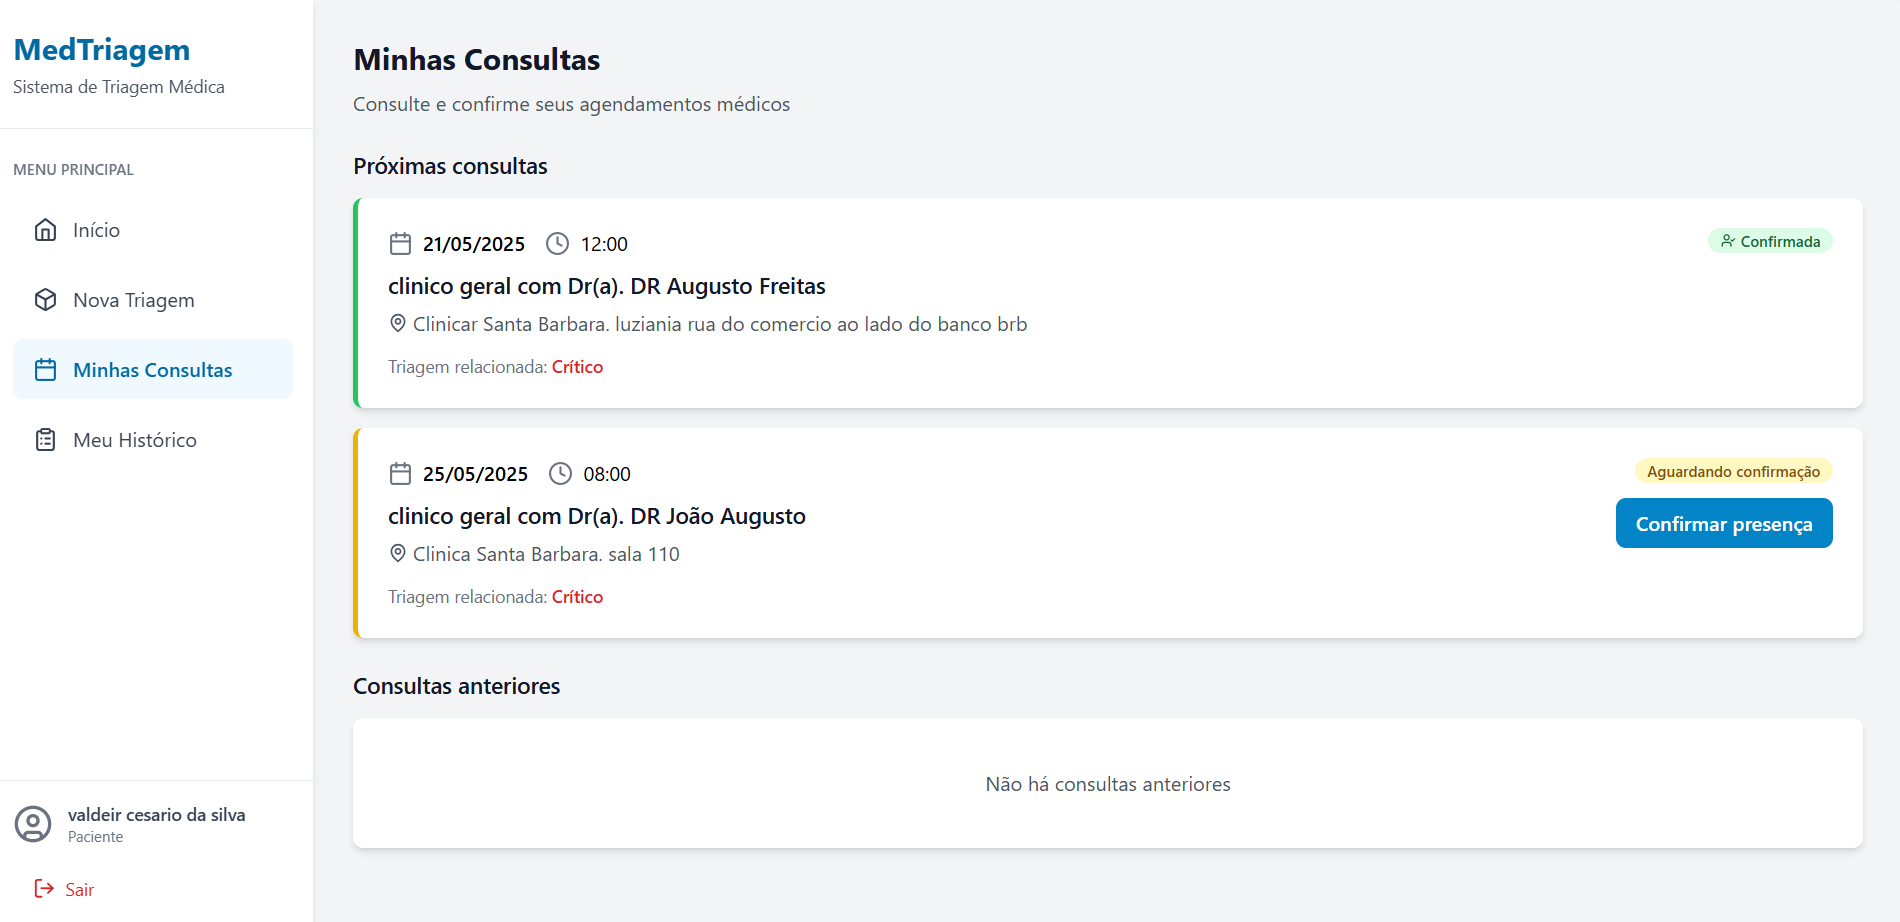 MedTriagem
Sistema de Triagem Médica
MENU PRINCIPAL
Início
Nova Triagem
Minhas Consultas
Meu Histórico
valdeir cesario da silva
Paciente
Sair
Minhas Consultas
Consulte e confirme seus agendamentos médicos
Próximas consultas
21/05/2025 12:00
Confirmada
clinico geral com Dr(a). DR Augusto Freitas
Clinicar Santa Barbara. luziania rua do comercio ao lado do banco brb
Triagem relacionada: Crítico
25/05/2025 08:00
Aguardando confirmação
clinico geral com Dr(a). DR João Augusto
Confirmar presença
Clinica Santa Barbara. sala 110
Triagem relacionada: Crítico
Consultas anteriores
Não há consultas anteriores